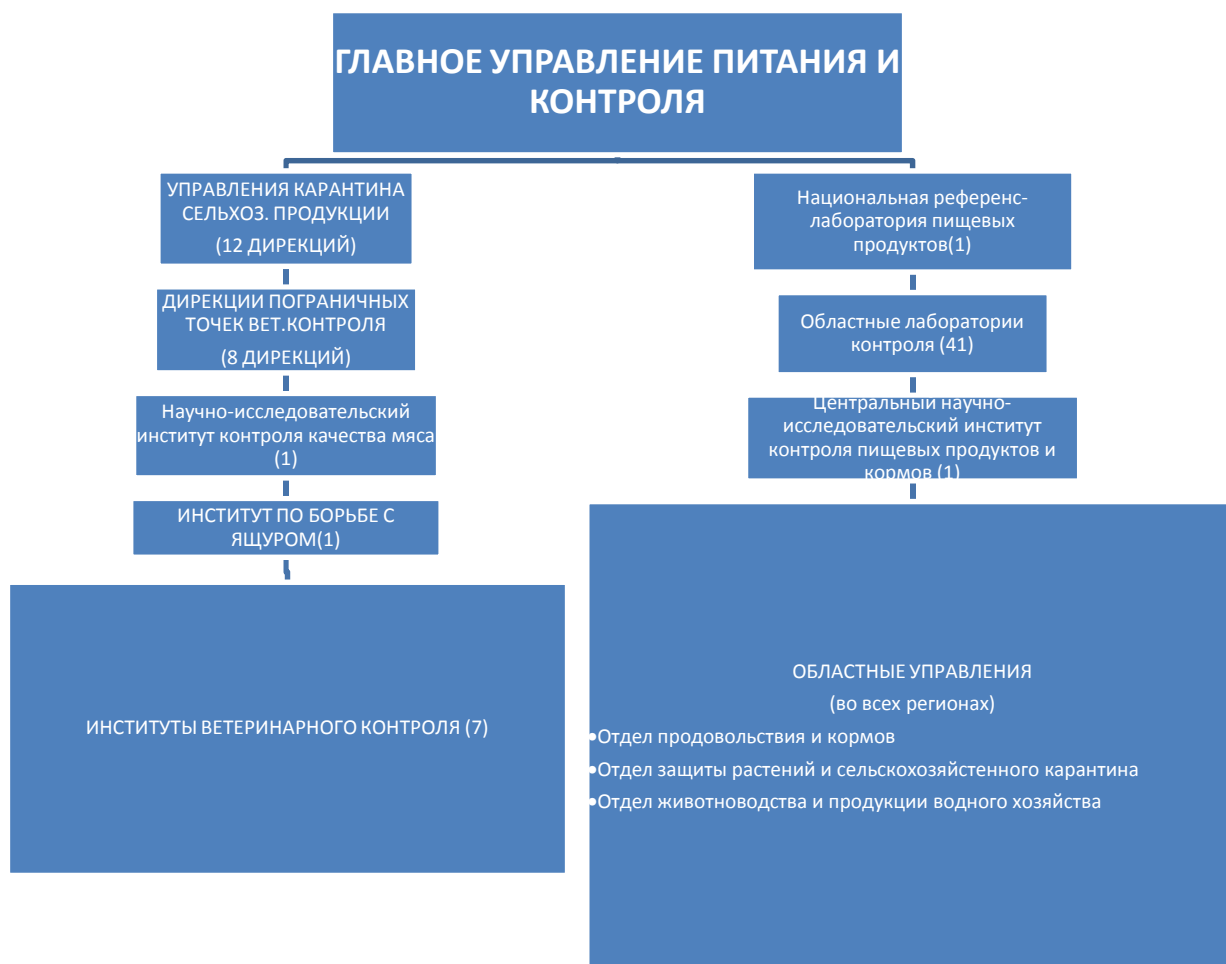 ГЛАВНОЕ УПРАВЛЕНИЕ ПИТАНИЯ И
КОНТРОЛЯ
УПРАВЛЕНИЯ КАРАНТИНА
СЕЛЬХОЗ. ПРОДУКЦИИ
(12 ДИРЕКЦИЙ)
ДИРЕКЦИИ ПОГРАНИЧНЫХ
ТОЧЕК ВЕТ.КОНТРОЛЯ
(8 ДИРЕКЦИЙ)
Научно-исследовательский
институт контроля качества мяса
(1)
ИНСТИТУТ ПО БОРЬБЕ С
ЯЩУРОМ(1)
ИНСТИТУТЫ ВЕТЕРИНАРНОГО КОНТРОЛЯ (7)
Национальная референс-
лаборатория пищевых
продуктов(1)
Областные лаборатории
контроля (41)
Центральный научно-
исследовательский институт
контроля пищевых продуктов и
кормов (1)
ОБЛАСТНЫЕ УПРАВЛЕНИЯ
(во всех регионах)
•Отдел продовольствия и кормов
•Отдел защиты растений и сельскохозяйстенного карантина
•Отдел животноводства и продукции водного хозяйства